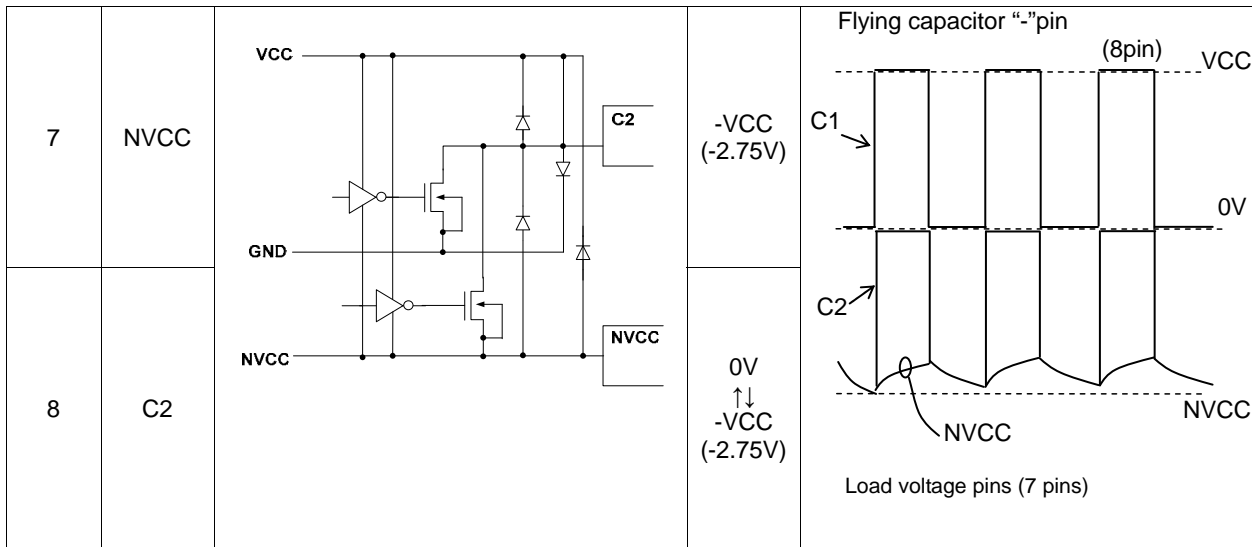 7
NVCC
VCC
C2
GND
NVCC
NVCC
-VCC
(-2.75V)
Flying capacitor “-”pin
(8pin)
VCC
C1
0V
C2
NVCC
NVCC
Load voltage pins (7 pins)
8
C2
0V
↑↓
-VCC
(-2.75V)